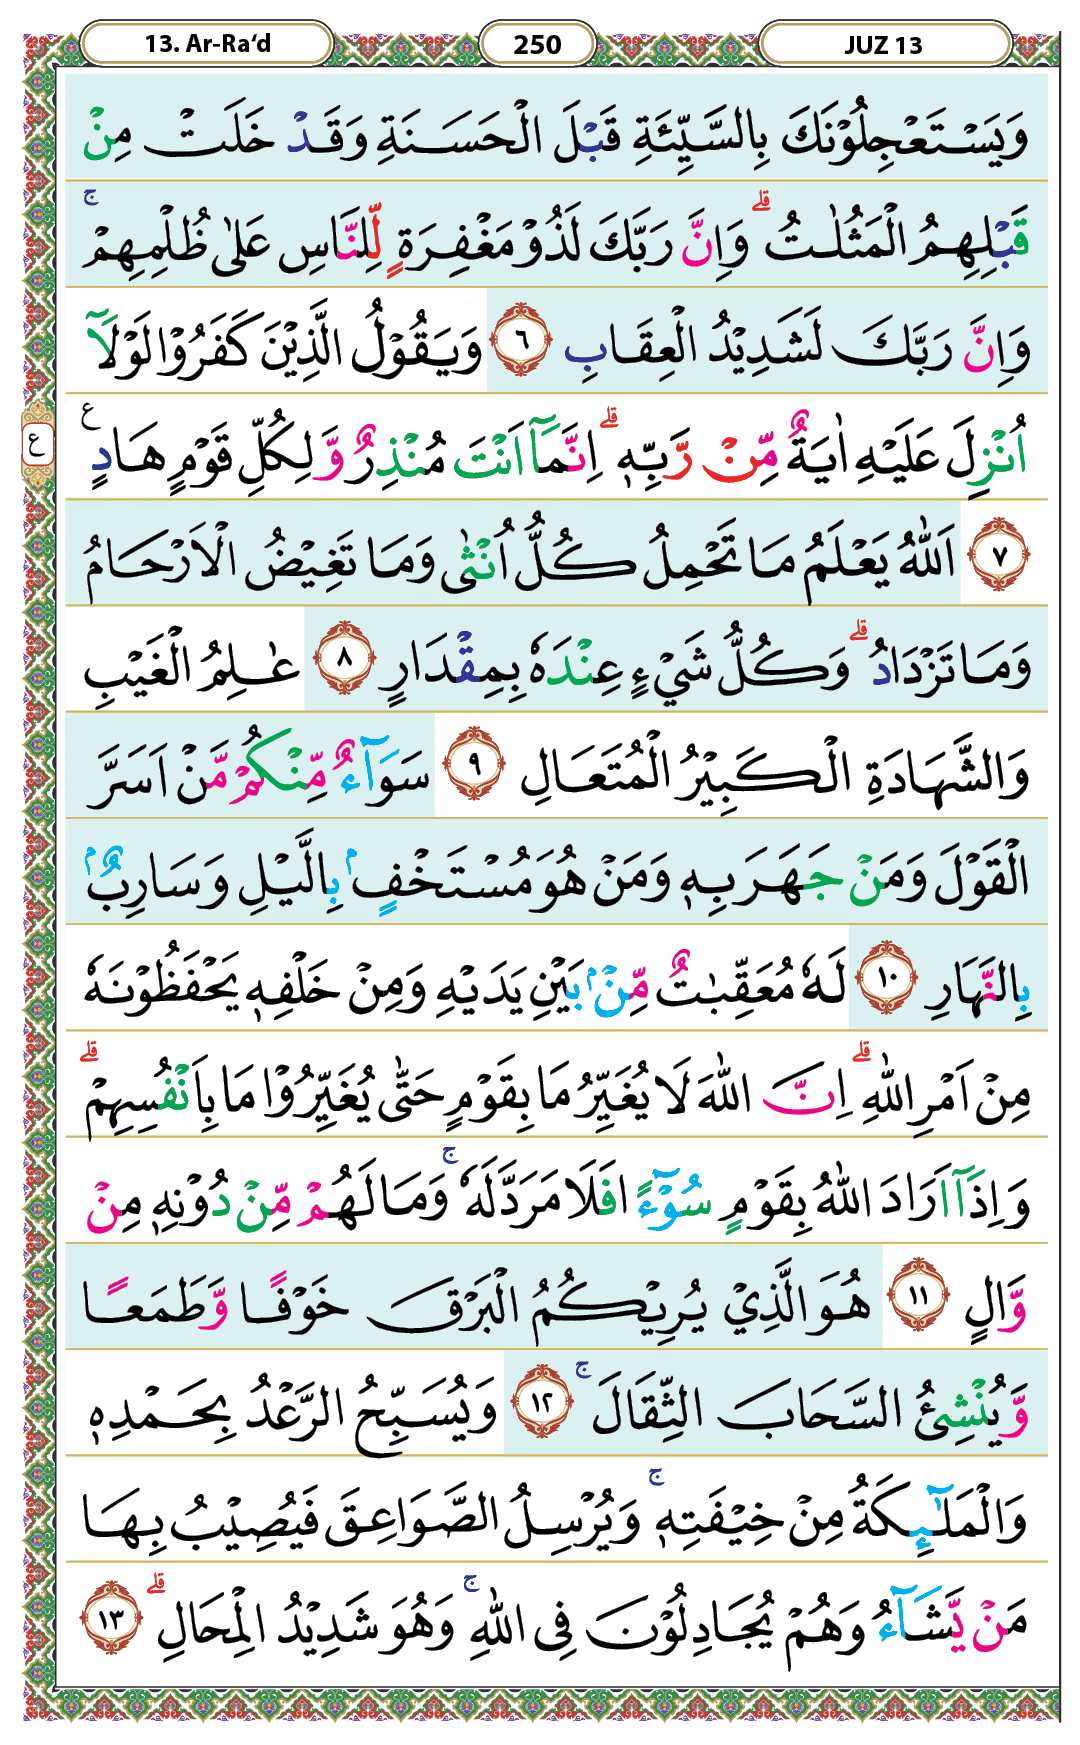 13. Ar-Ra‘d 250 JUZ 13
وَيَسْتَعْجِلُوْنَكَ بِالسَّيِّئَةِ قَبْلَ الْحَسَنَةِ وَقَدْ خَلَتْ مِنْ
قَبْلِهِمُ الْمَثُلٰتُۗ وَاِنَّ رَبَّكَ لَذُوْ مَغْفِرَةٍ لِّلنَّاسِ عَلٰى ظُلْمِهِمْۚ
وَاِنَّ رَبَّكَ لَشَدِيْدُ الْعِقَابِ ٦ وَيَقُوْلُ الَّذِيْنَ كَفَرُوْا لَوْلَآ
اُنْزِلَ عَلَيْهِ اٰيَةٌ مِّنْ رَّبِّهٖۗ اِنَّمَآ اَنْتَ مُنْذِرٌ وَّلِكُلِّ قَوْمٍ هَادٍ ع
ع
٧ اَللّٰهُ يَعْلَمُ مَا تَحْمِلُ كُلُّ اُنْثٰى وَمَا تَغِيْضُ الْاَرْحَامُ
وَمَا تَزْدَادُۗ وَكُلُّ شَيْءٍ عِنْدَهٗ بِمِقْدَارٍ ٨ عٰلِمُ الْغَيْبِ
وَالشَّهَادَةِ الْكَبِيْرُ الْمُتَعَالِ ٩ سَوَآءٌ مِّنْكُمْ مَّنْ اَسَرَّ
الْقَوْلَ وَمَنْ جَهَرَ بِهٖ وَمَنْ هُوَ مُسْتَخْفٍۢ بِالَّيْلِ وَسَارِبٌۢ
بِالنَّهَارِ ١٠ لَهٗ مُعَقِّبٰتٌ مِّنْۢ بَيْنِ يَدَيْهِ وَمِنْ خَلْفِهٖ يَحْفَظُوْنَهٗ
مِنْ اَمْرِ اللّٰهِۗ اِنَّ اللّٰهَ لَا يُغَيِّرُ مَا بِقَوْمٍ حَتّٰى يُغَيِّرُوْا مَا بِاَنْفُسِهِمْۗ
وَاِذَآ اَرَادَ اللّٰهُ بِقَوْمٍ سُوْۤءًا فَلَا مَرَدَّ لَهٗۚ وَمَا لَهُمْ مِّنْ دُوْنِهٖ مِنْ
وَّالٍ ١١ هُوَ الَّذِيْ يُرِيْكُمُ الْبَرْقَ خَوْفًا وَّطَمَعًا
وَّيُنْشِئُ السَّحَابَ الثِّقَالَۚ ١٢ وَيُسَبِّحُ الرَّعْدُ بِحَمْدِهٖ
وَالْمَلٰۤىِٕكَةُ مِنْ خِيْفَتِهٖۚ وَيُرْسِلُ الصَّوَاعِقَ فَيُصِيْبُ بِهَا
مَنْ يَّشَاۤءُ وَهُمْ يُجَادِلُوْنَ فِى اللّٰهِۚ وَهُوَ شَدِيْدُ الْمِحَالِۗ ١٣